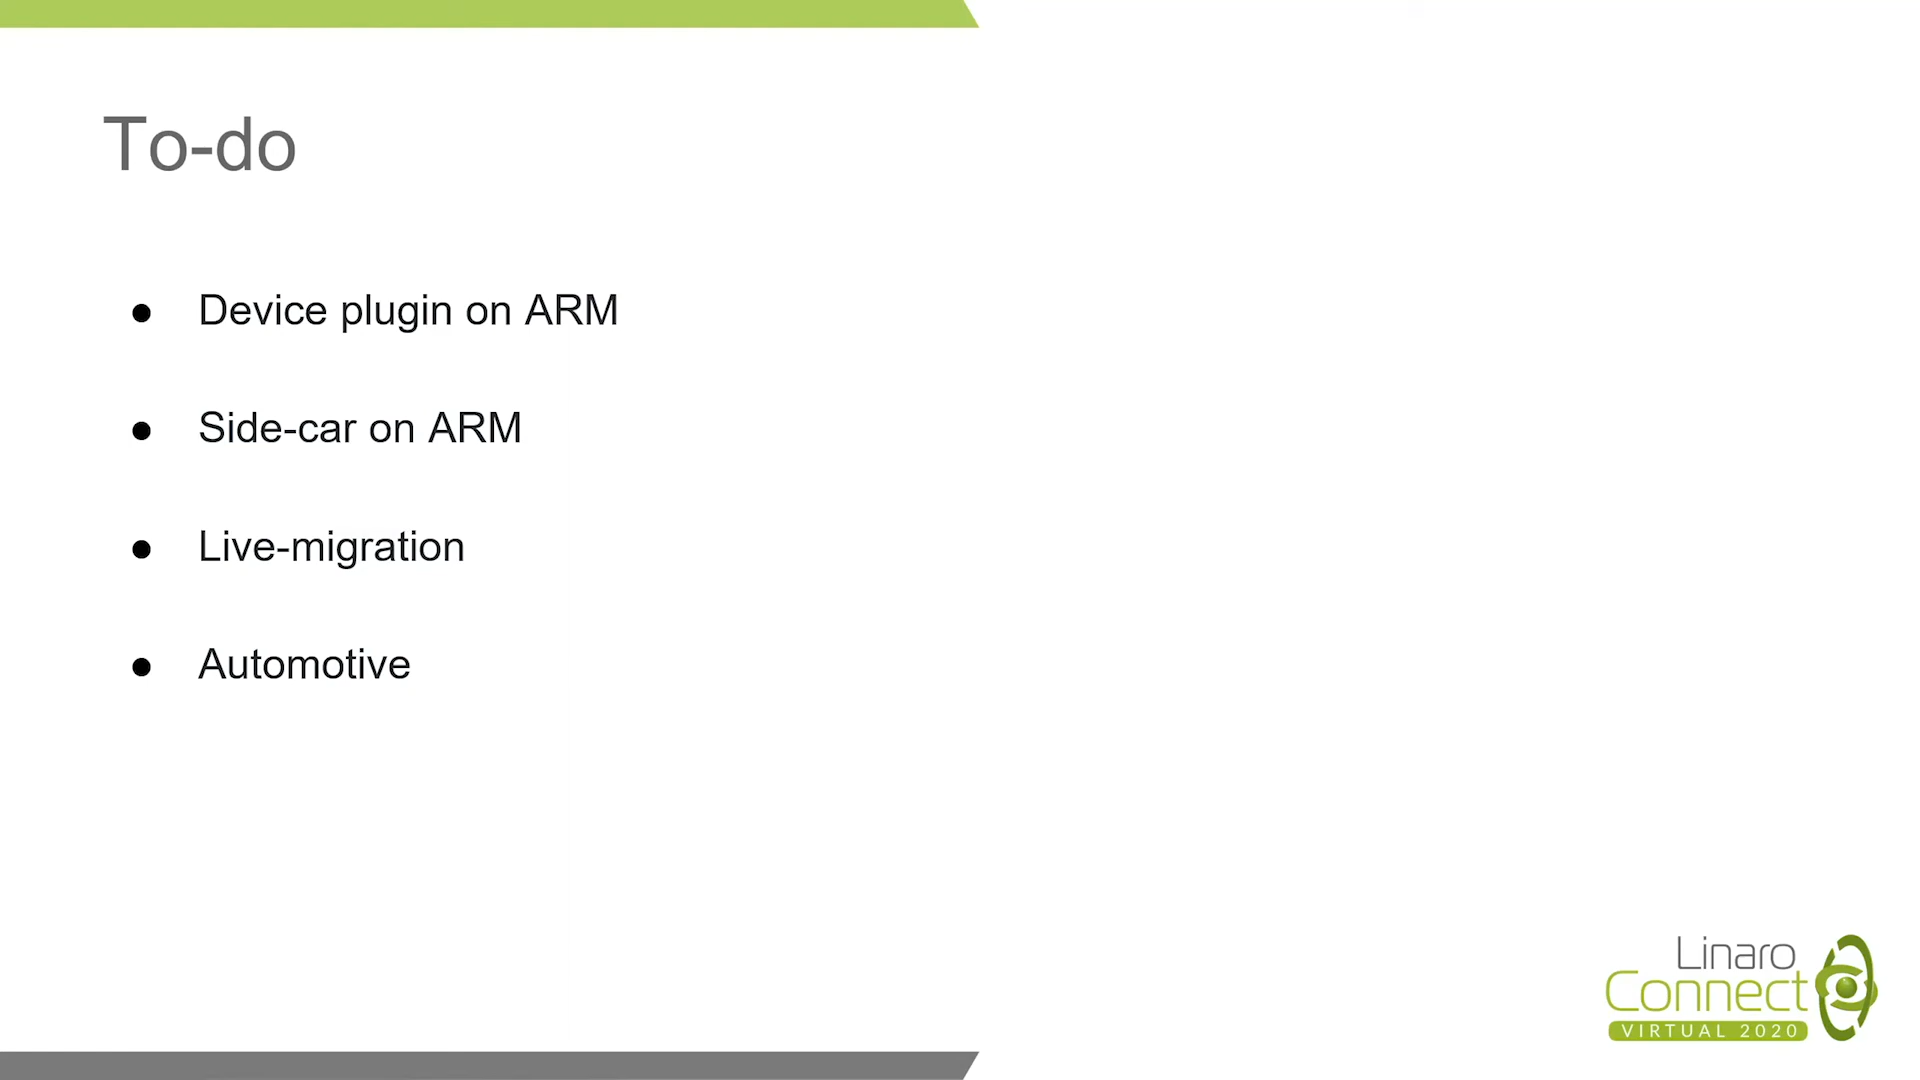 To-do
● Device plugin on ARM
● Side-car on ARM
● Live-migration
● Automotive
Linaro
Connect
VIRTUAL 2020